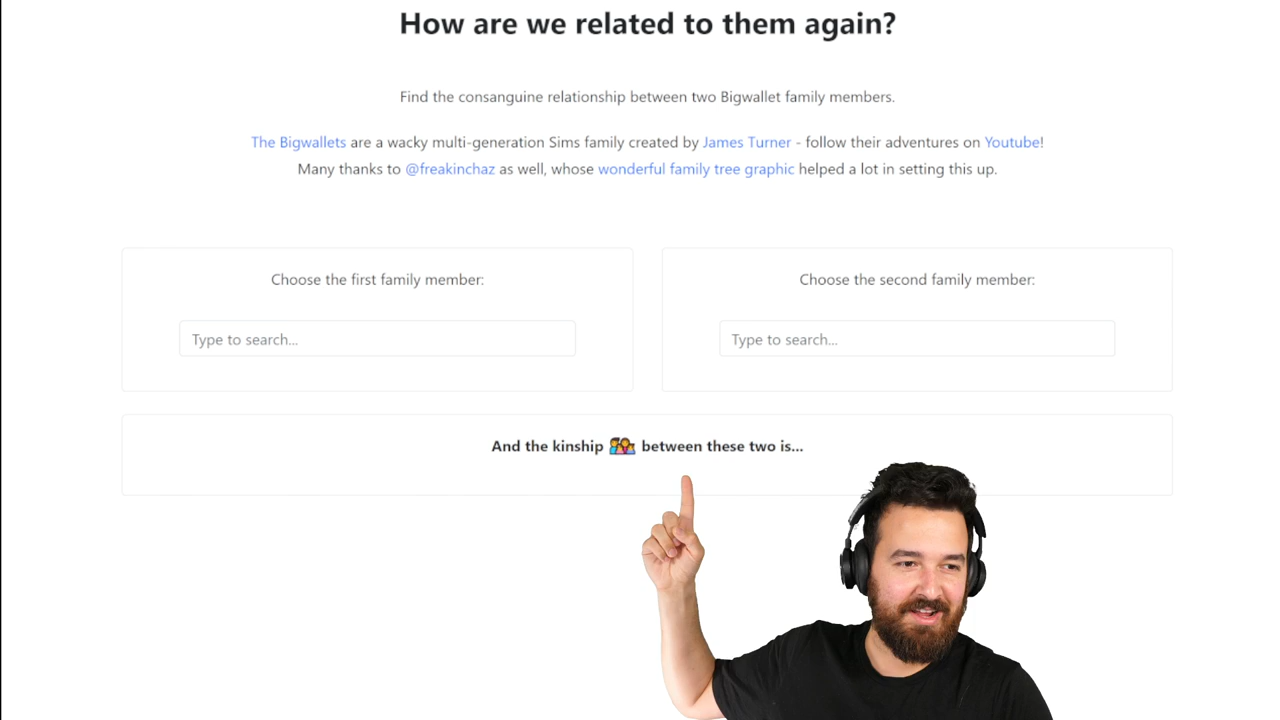 How are we related to them again?
Find the consanguine relationship between two Bigwallet family members.
The Bigwallets are a wacky multi-generation Sims family created by James Turner - follow their adventures on Youtube!
Many thanks to @freakinchaz as well, whose wonderful family tree graphic helped a lot in setting this up.
Choose the first family member:
Type to search...
Choose the second family member:
Type to search...
And the kinship 👨‍👩‍👧 between these two is...